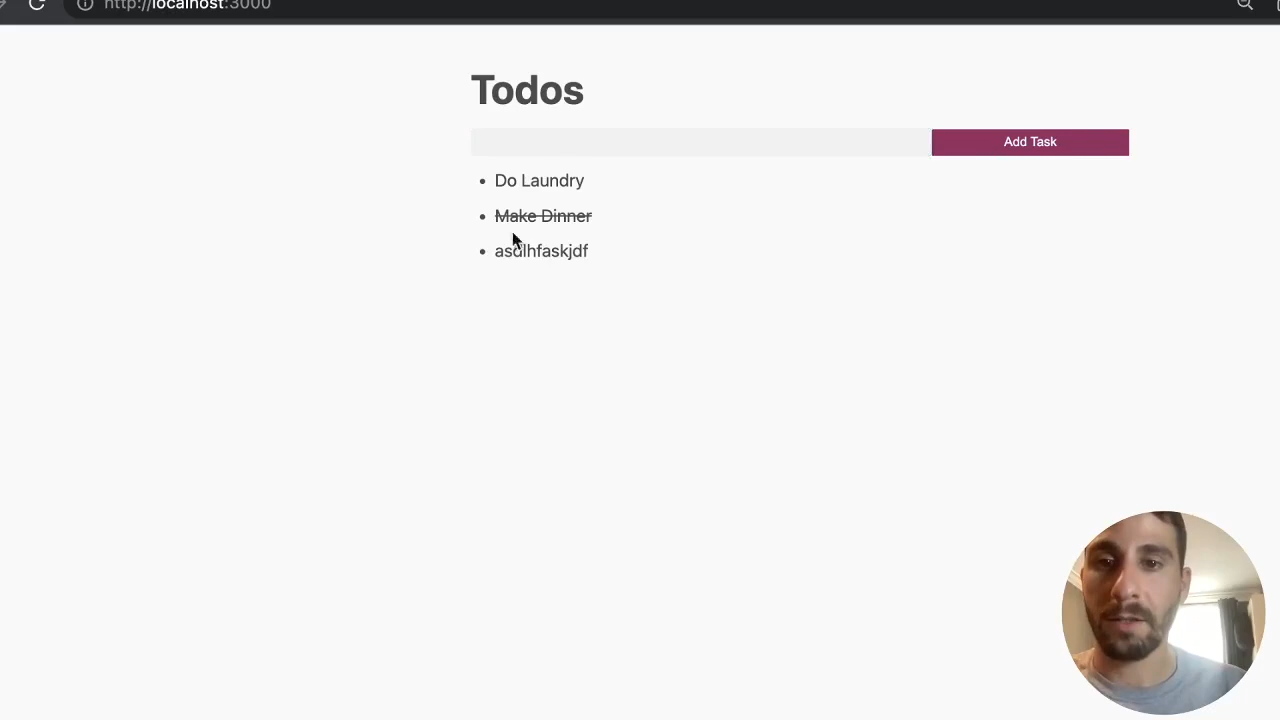 http://localhost:3000
Todos
Add Task
Do Laundry
Make Dinner
asdlhfaskjdf